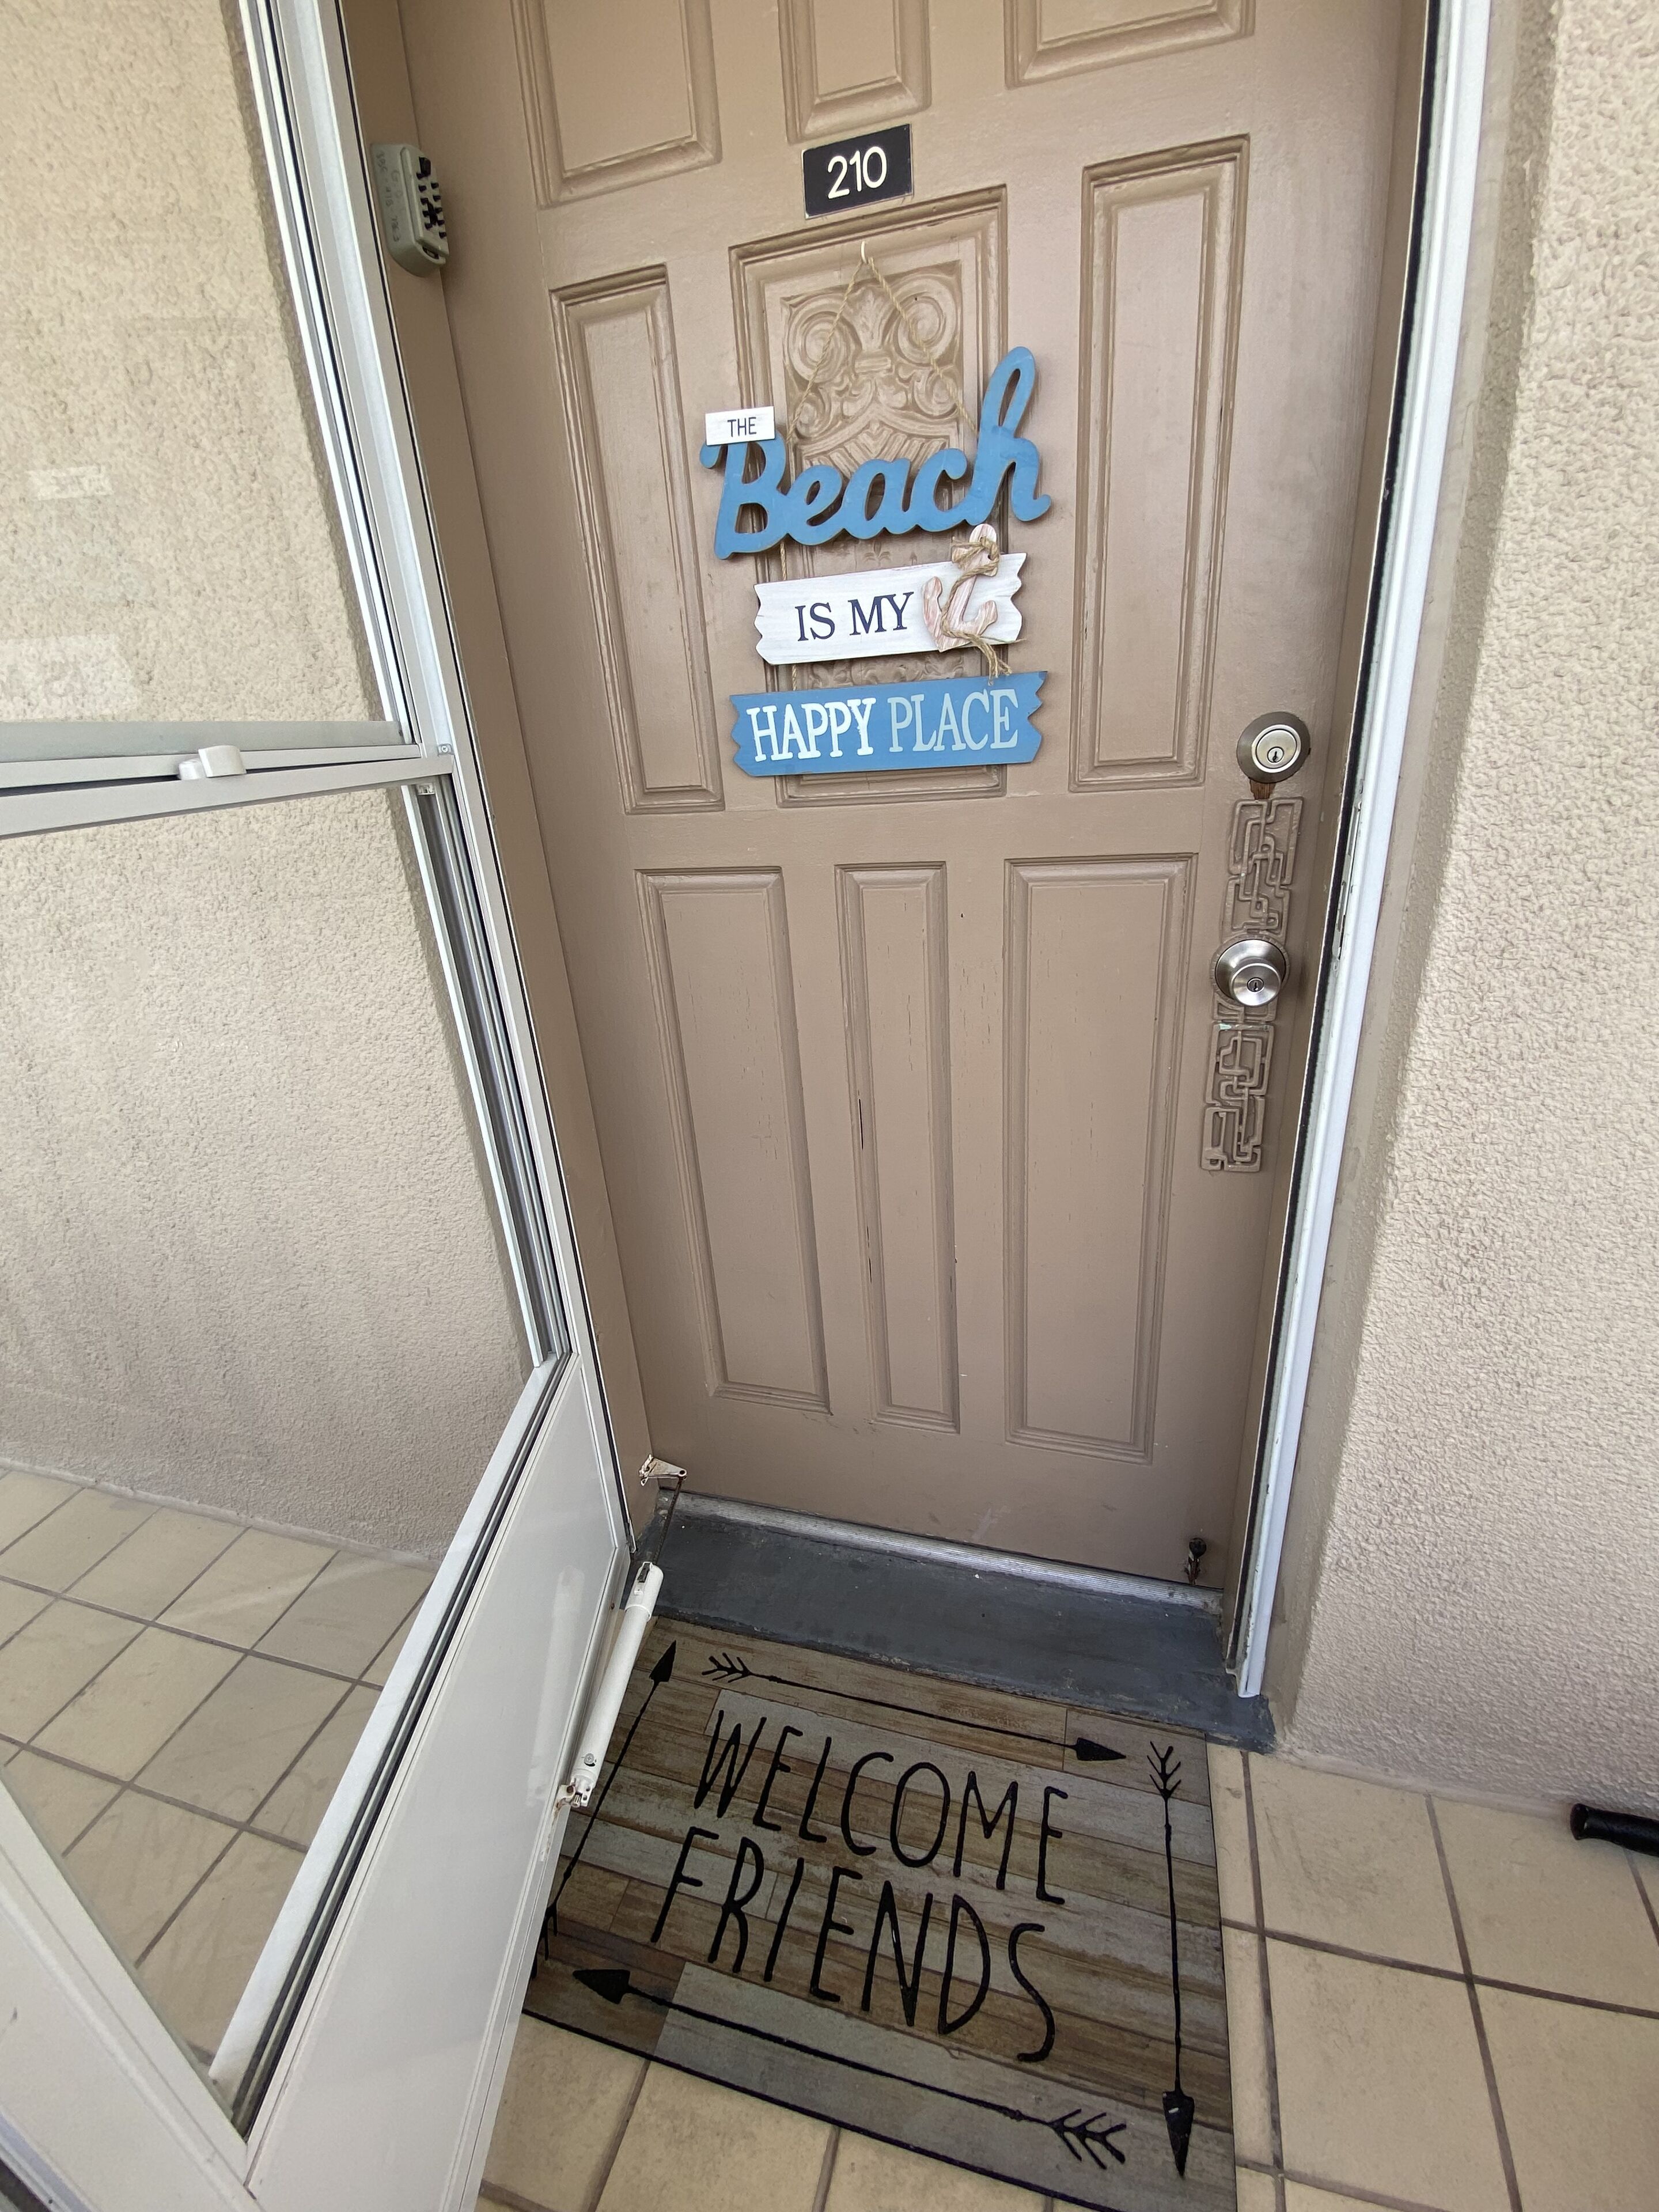 210
THE
Beach
IS MY
HAPPY PLACE
WELCOME
FRIENDS